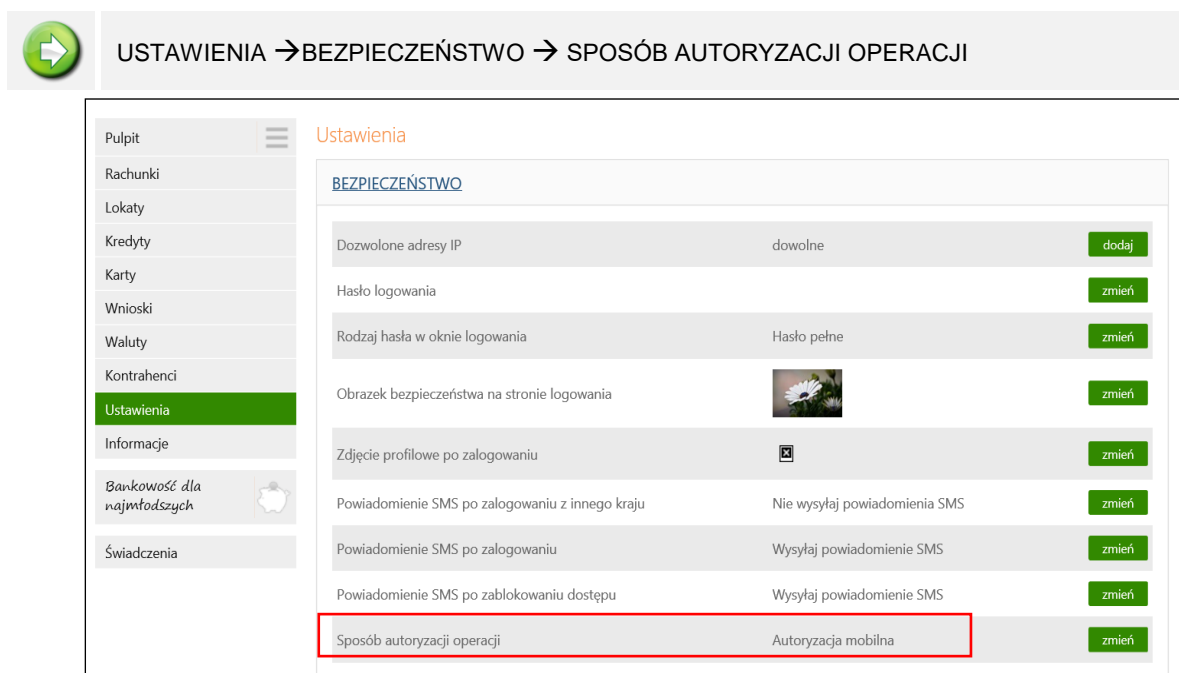 USTAWIENIA →BEZPIECZEŃSTWO → SPOSÓB AUTORYZACJI OPERACJI
Pulpit
Rachunki
Lokaty
Kredyty
Karty
Wnioski
Waluty
Kontrahenci
Ustawienia
Informacje
Bankowość dla
najmłodszych
Świadczenia
Ustawienia
BEZPIECZEŃSTWO
Dozwolone adresy IP dowolne dodaj
Hasło logowania zmień
Rodzaj hasła w oknie logowania Hasło pełne zmień
Obrazek bezpieczeństwa na stronie logowania zmień
Zdjęcie profilowe po zalogowaniu zmień
Powiadomienie SMS po zalogowaniu z innego kraju Nie wysyłaj powiadomienia SMS zmień
Powiadomienie SMS po zalogowaniu Wysyłaj powiadomienie SMS zmień
Powiadomienie SMS po zablokowaniu dostępu Wysyłaj powiadomienie SMS zmień
Sposób autoryzacji operacji Autoryzacja mobilna zmień